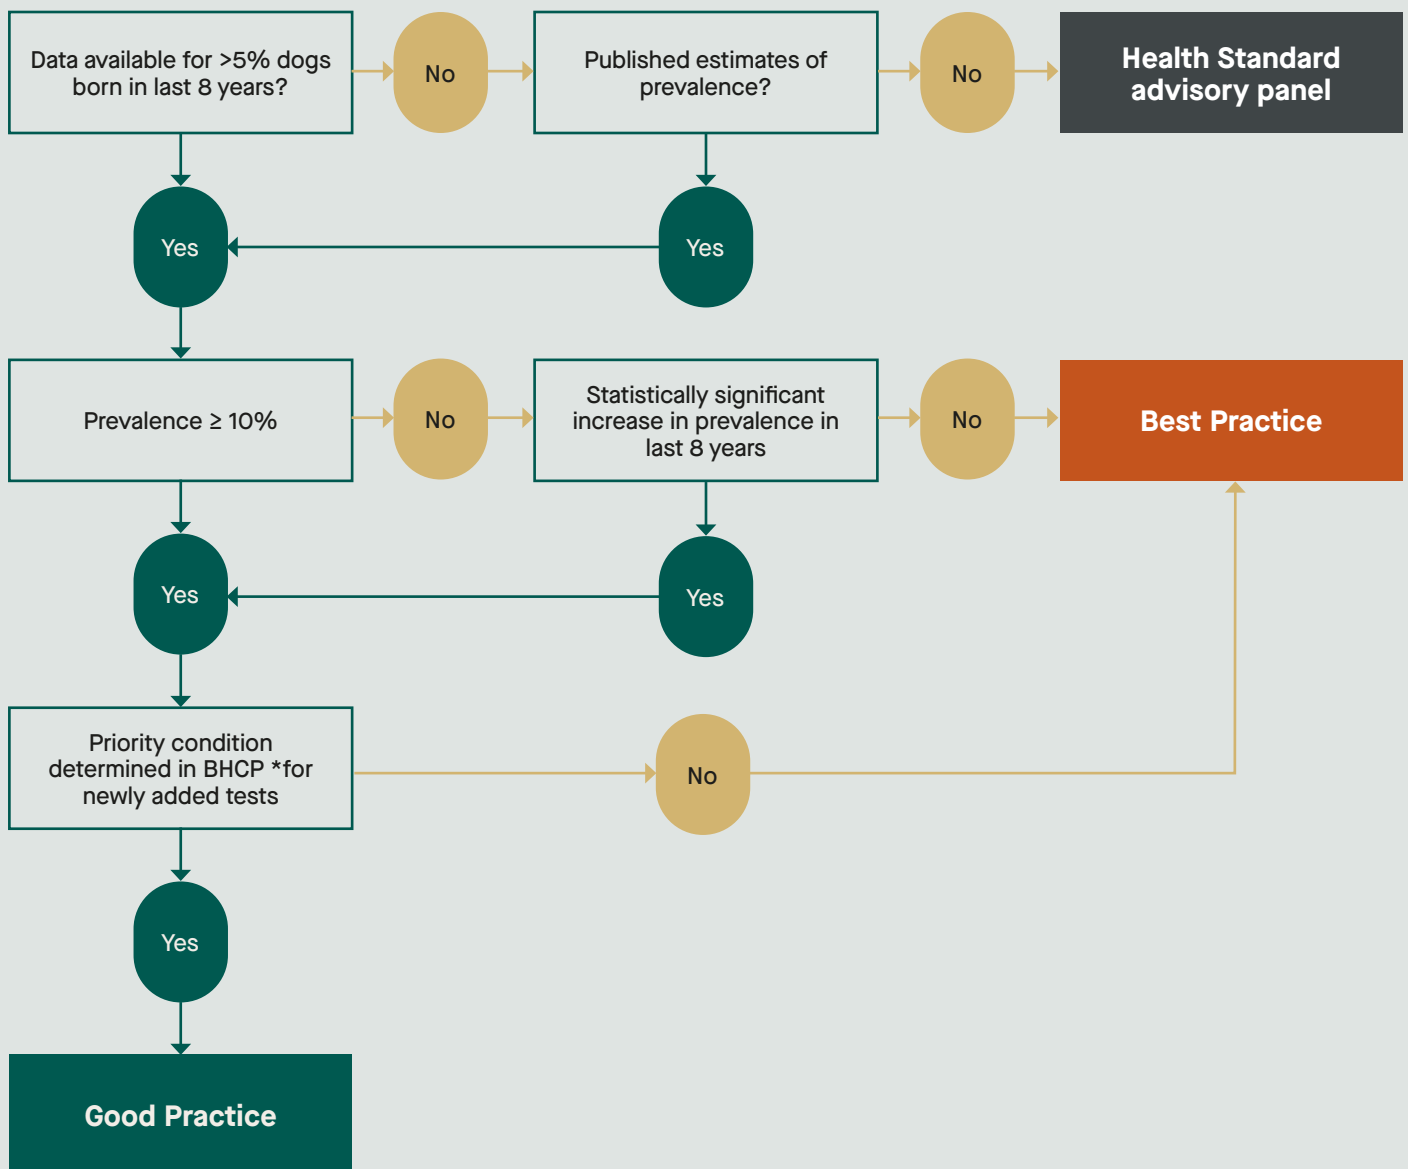 Data available for >5% dogs
born in last 8 years?
No
Published estimates of
prevalence?
No
Health Standard
advisory panel
Yes
Yes
Prevalence ≥ 10%
No
Statistically significant
increase in prevalence in
last 8 years
No
Best Practice
Yes
Yes
Priority condition
determined in BHCP *for
newly added tests
No
Yes
Good Practice